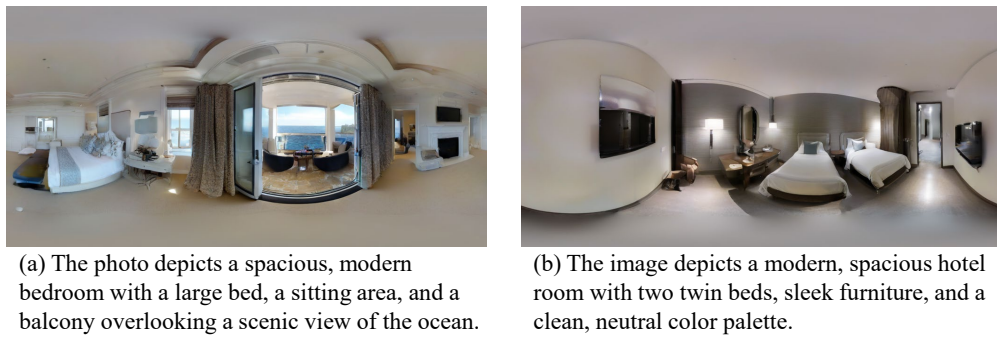 (a) The photo depicts a spacious, modern
bedroom with a large bed, a sitting area, and a
balcony overlooking a scenic view of the ocean.
(b) The image depicts a modern, spacious hotel
room with two twin beds, sleek furniture, and a
clean, neutral color palette.